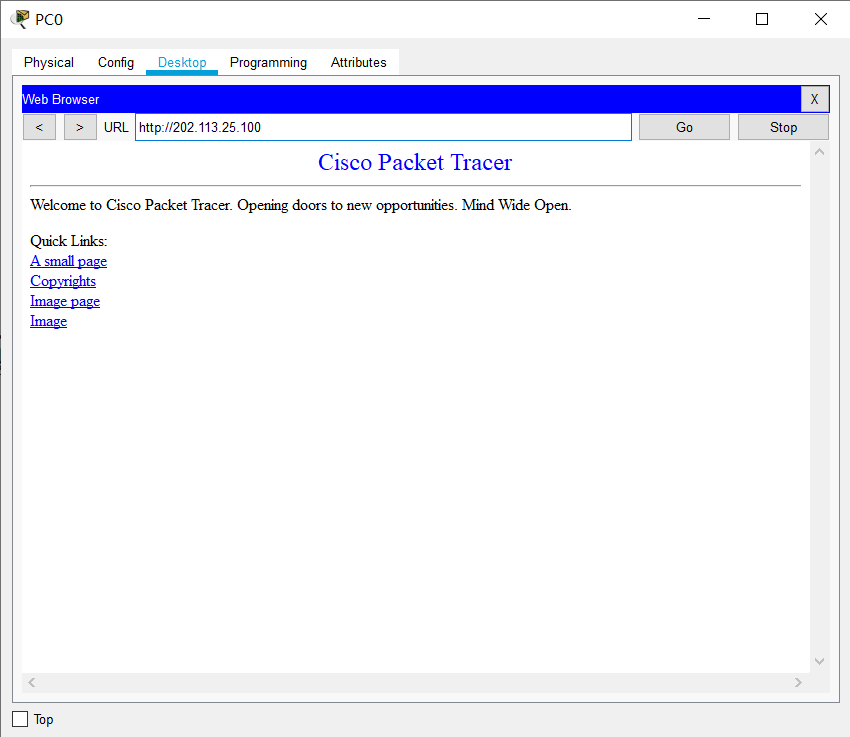 PC0
Physical Config Desktop Programming Attributes
Web Browser X
< > URL http://202.113.25.100 Go Stop
Cisco Packet Tracer
Welcome to Cisco Packet Tracer. Opening doors to new opportunities. Mind Wide Open.
Quick Links:
A small page
Copyrights
Image page
Image
Top